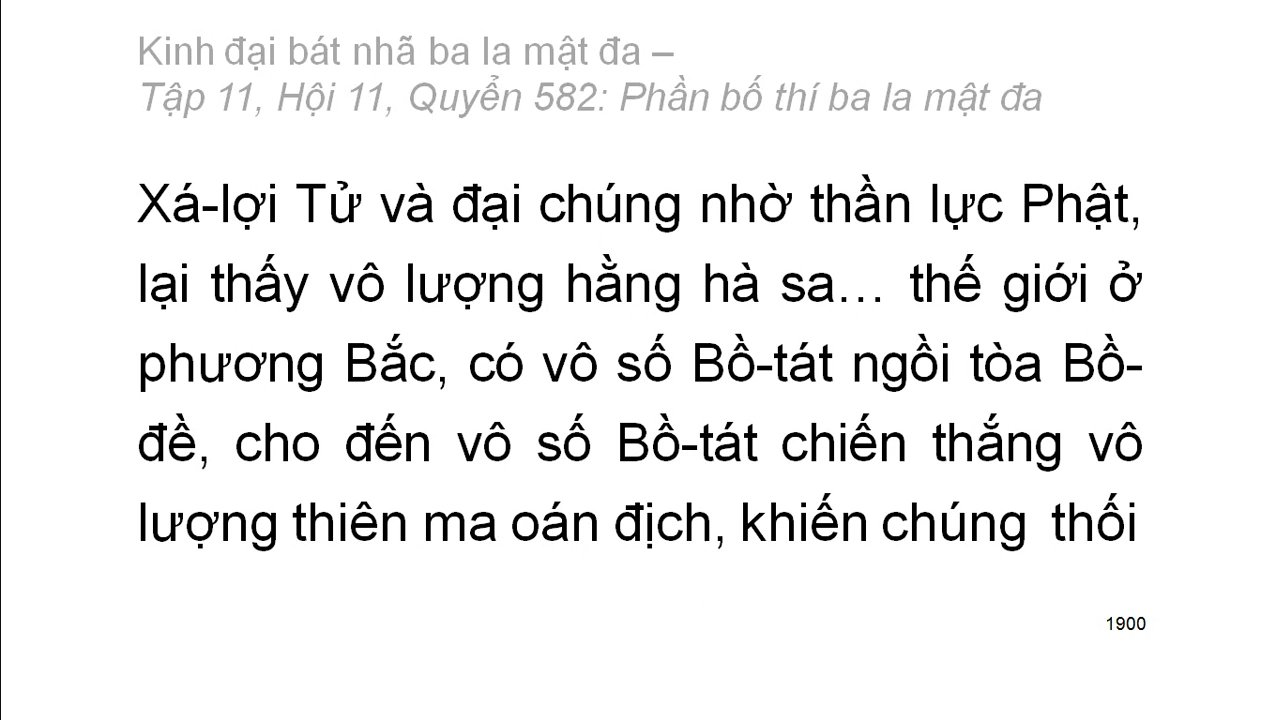 Kinh đại bát nhã ba la mật đa –
Tập 11, Hội 11, Quyển 582: Phần bố thí ba la mật đa
Xá-lợi Tử và đại chúng nhờ thần lực Phật,
lại thấy vô lượng hằng hà sa… thế giới ở
phương Bắc, có vô số Bồ-tát ngồi tòa Bồ-
đề, cho đến vô số Bồ-tát chiến thắng vô
lượng thiên ma oán địch, khiến chúng thối
1900